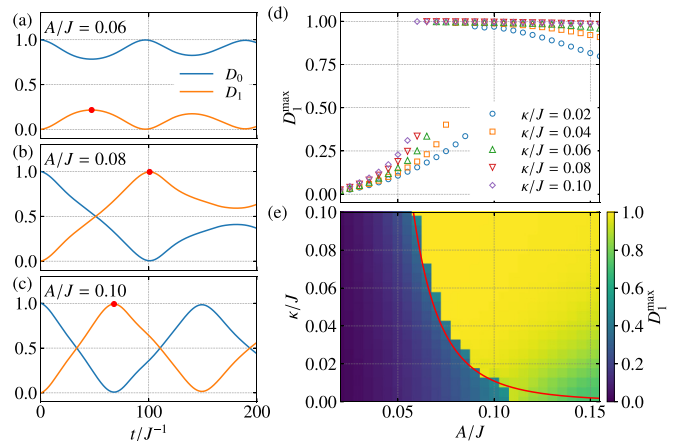 (a)
A/J = 0.06
1.0
0.5
0.0
D₀
D₁
(b)
A/J = 0.08
1.0
0.5
0.0
(c)
A/J = 0.10
1.0
0.5
0.0
0
100
200
t/J⁻¹
(d)
1.00
0.75
0.50
0.25
0.00
D₁ᵐᵃˣ
κ/J = 0.02
κ/J = 0.04
κ/J = 0.06
κ/J = 0.08
κ/J = 0.10
(e)
0.10
0.08
0.06
0.04
0.02
0.00
κ/J
0.05
0.10
0.15
A/J
1.0
0.8
0.6
0.4
0.2
0.0
D₁ᵐᵃˣ